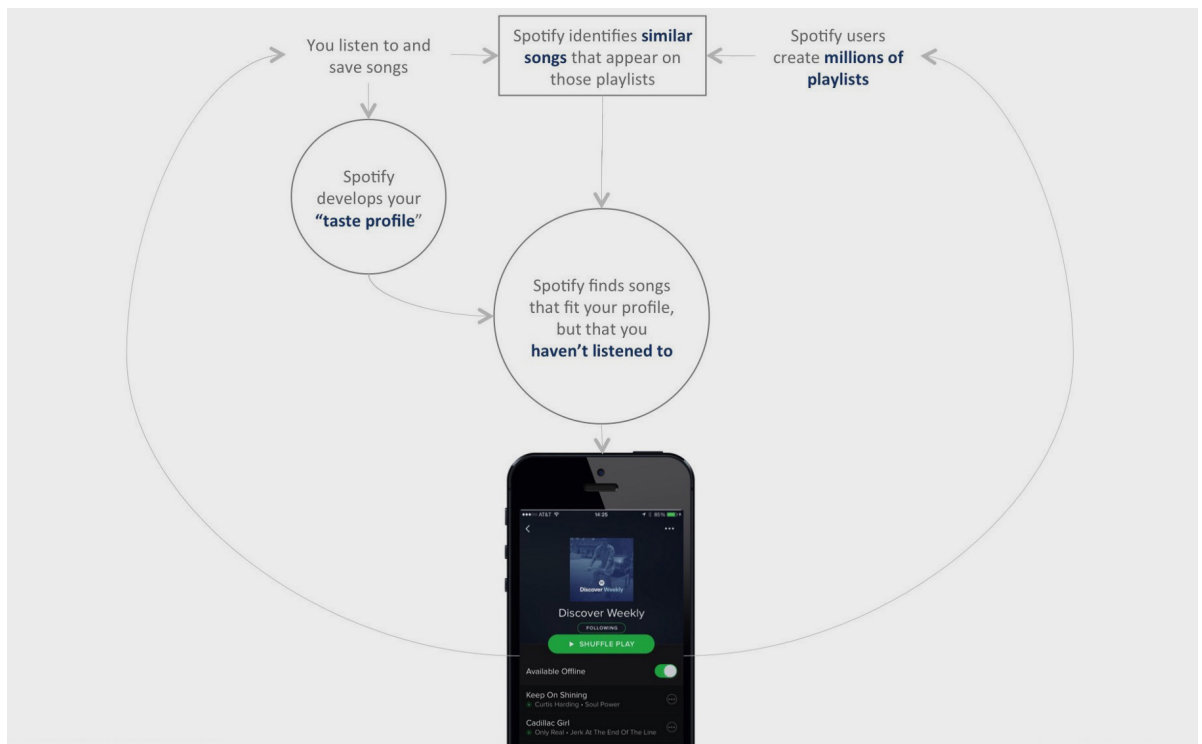 You listen to and
save songs
Spotify identifies similar
songs that appear on
those playlists
Spotify users
create millions of
playlists
Spotify
develops your
“taste profile”
Spotify finds songs
that fit your profile,
but that you
haven’t listened to
AT&T 14:25 85%
Discover Weekly
Discover Weekly
FOLLOWING
SHUFFLE PLAY
Available Offline
Keep On Shining
Curtis Harding • Soul Power
Cadillac Girl
Only Real • Jerk At The End Of The Line